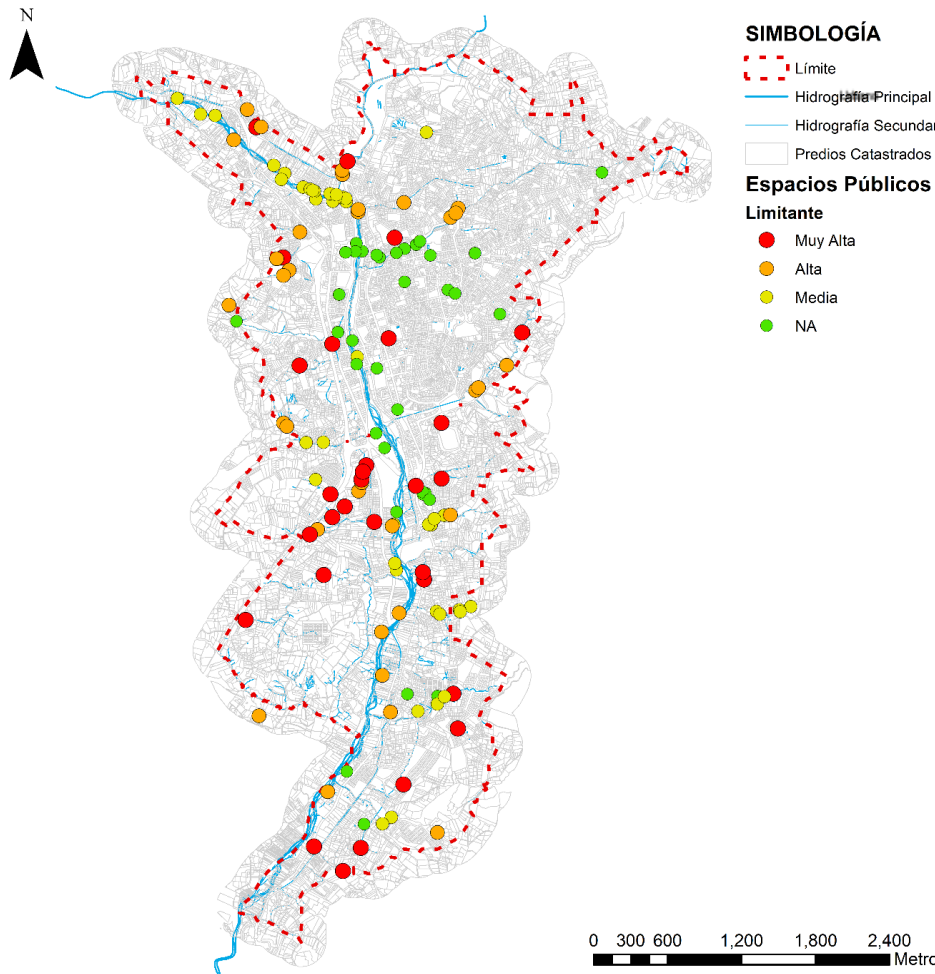 N
SIMBOLOGÍA
Límite
Hidrografía Principal
Hidrografía Secundar
Predios Catastrados
Espacios Públicos
Limitante
Muy Alta
Alta
Media
NA
0 300 600 1,200 1,800 2,400
Metro